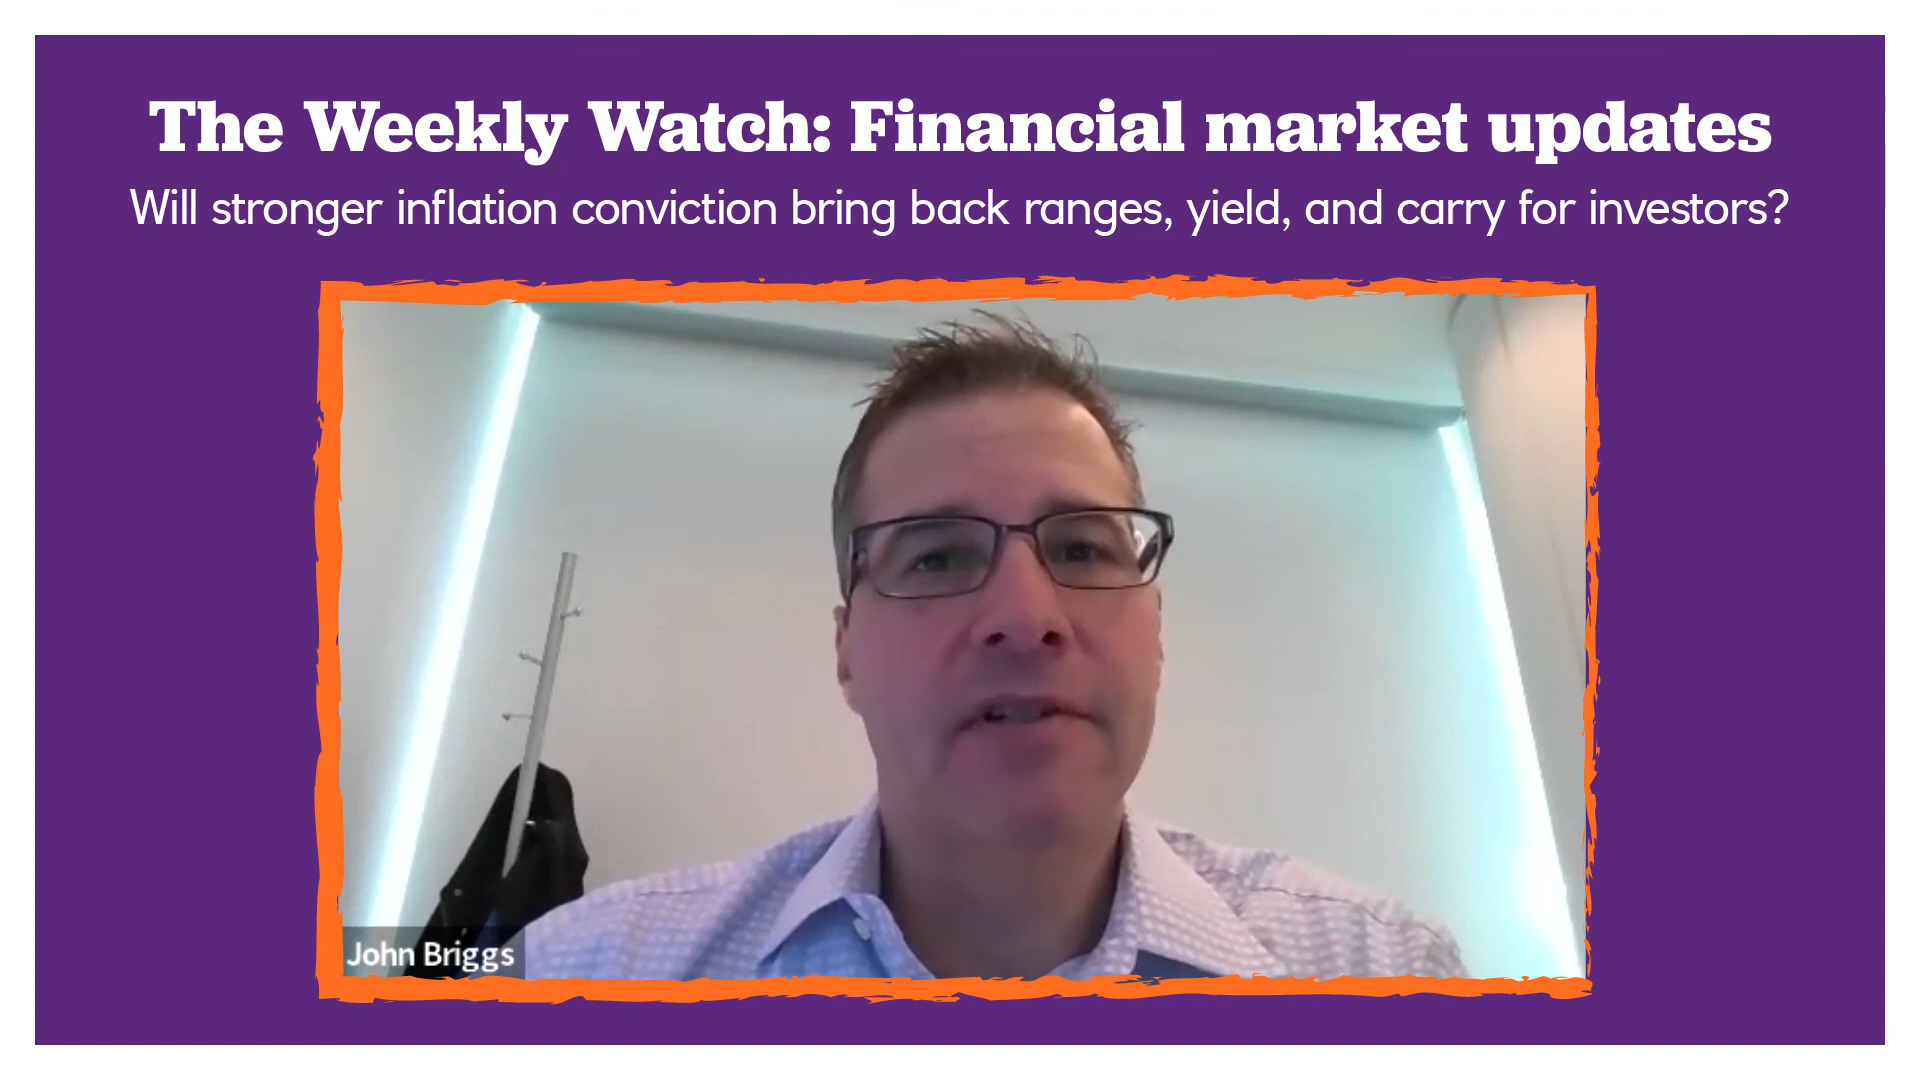 The Weekly Watch: Financial market updates
Will stronger inflation conviction bring back ranges, yield, and carry for investors?
John Briggs